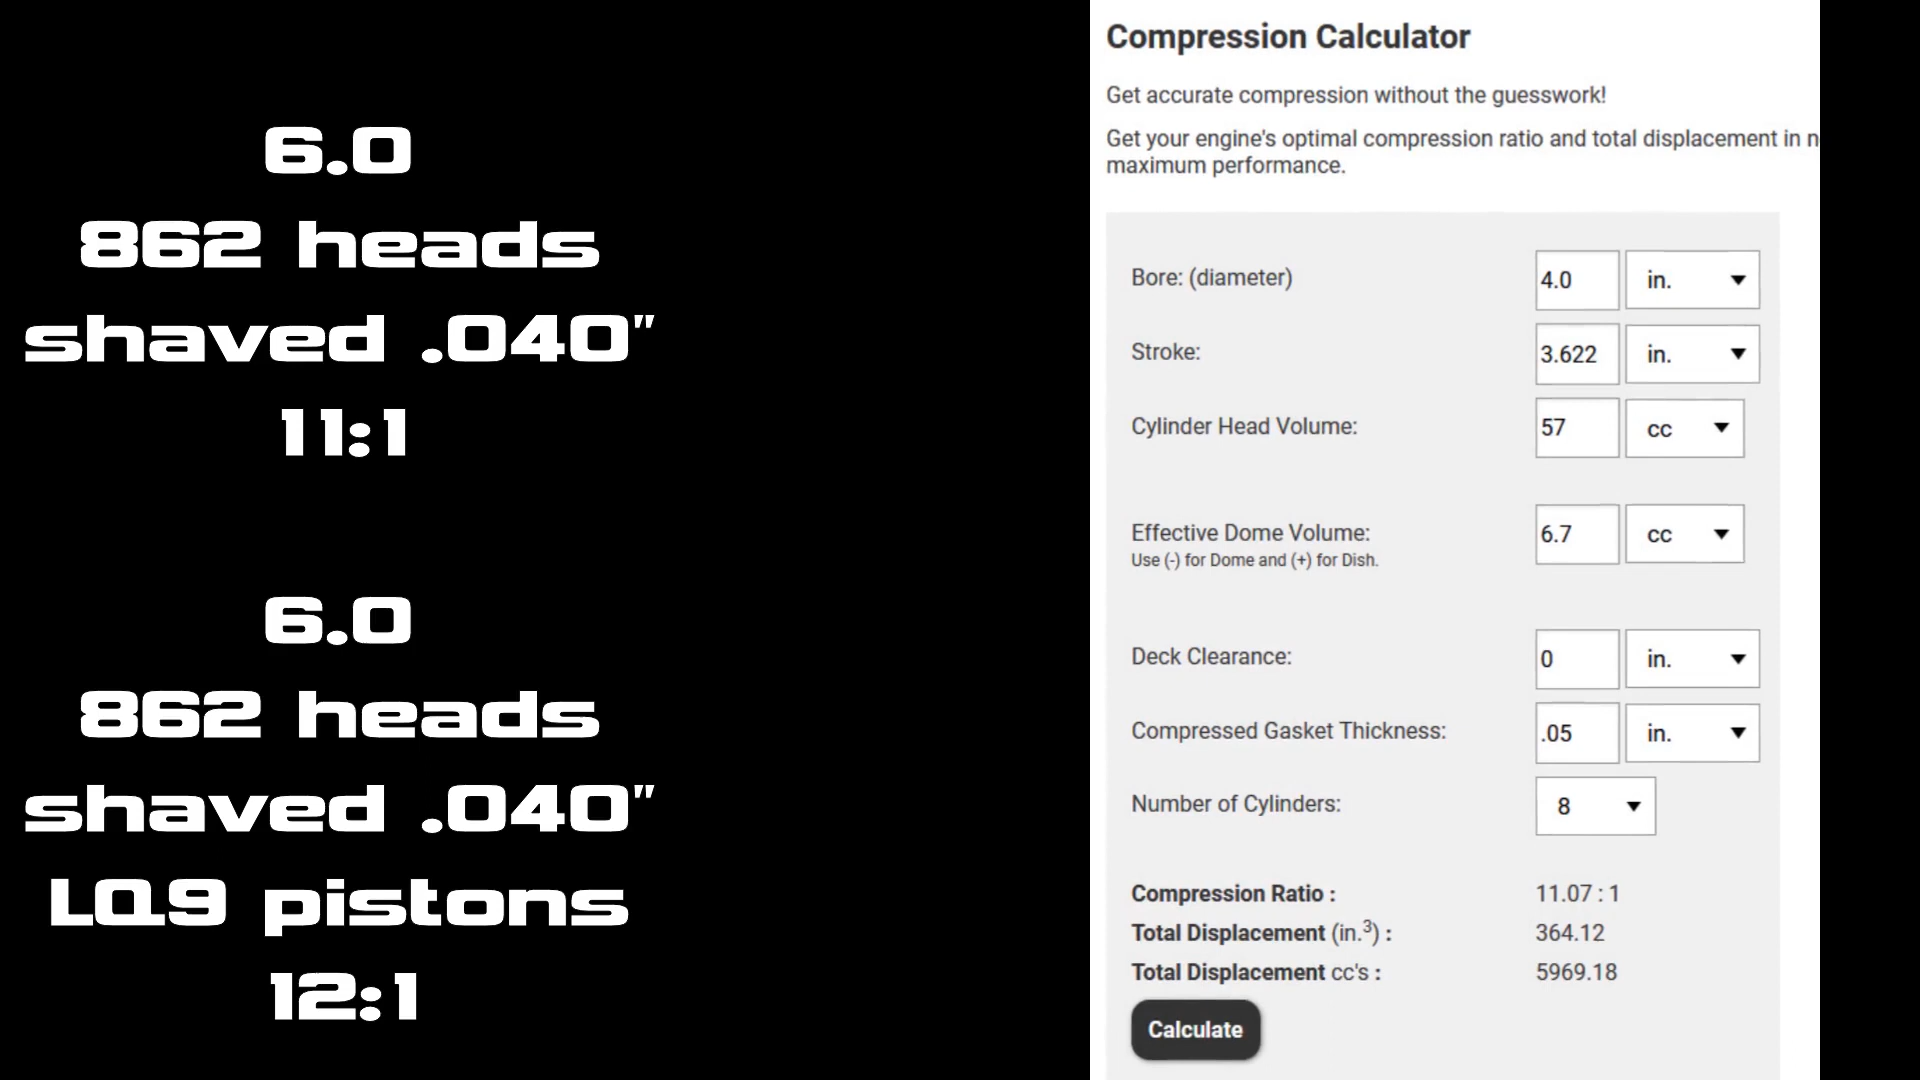 6.0
862 heads
shaved .040"
11:1
6.0
862 heads
shaved .040"
LQ9 pistons
12:1
Compression Calculator
Get accurate compression without the guesswork!
Get your engine's optimal compression ratio and total displacement in n
maximum performance.
Bore: (diameter) 4.0 in.
Stroke: 3.622 in.
Cylinder Head Volume: 57 cc
Effective Dome Volume: 6.7 cc
Use (-) for Dome and (+) for Dish.
Deck Clearance: 0 in.
Compressed Gasket Thickness: .05 in.
Number of Cylinders: 8
Compression Ratio : 11.07 : 1
Total Displacement (in.³) : 364.12
Total Displacement cc's : 5969.18
Calculate